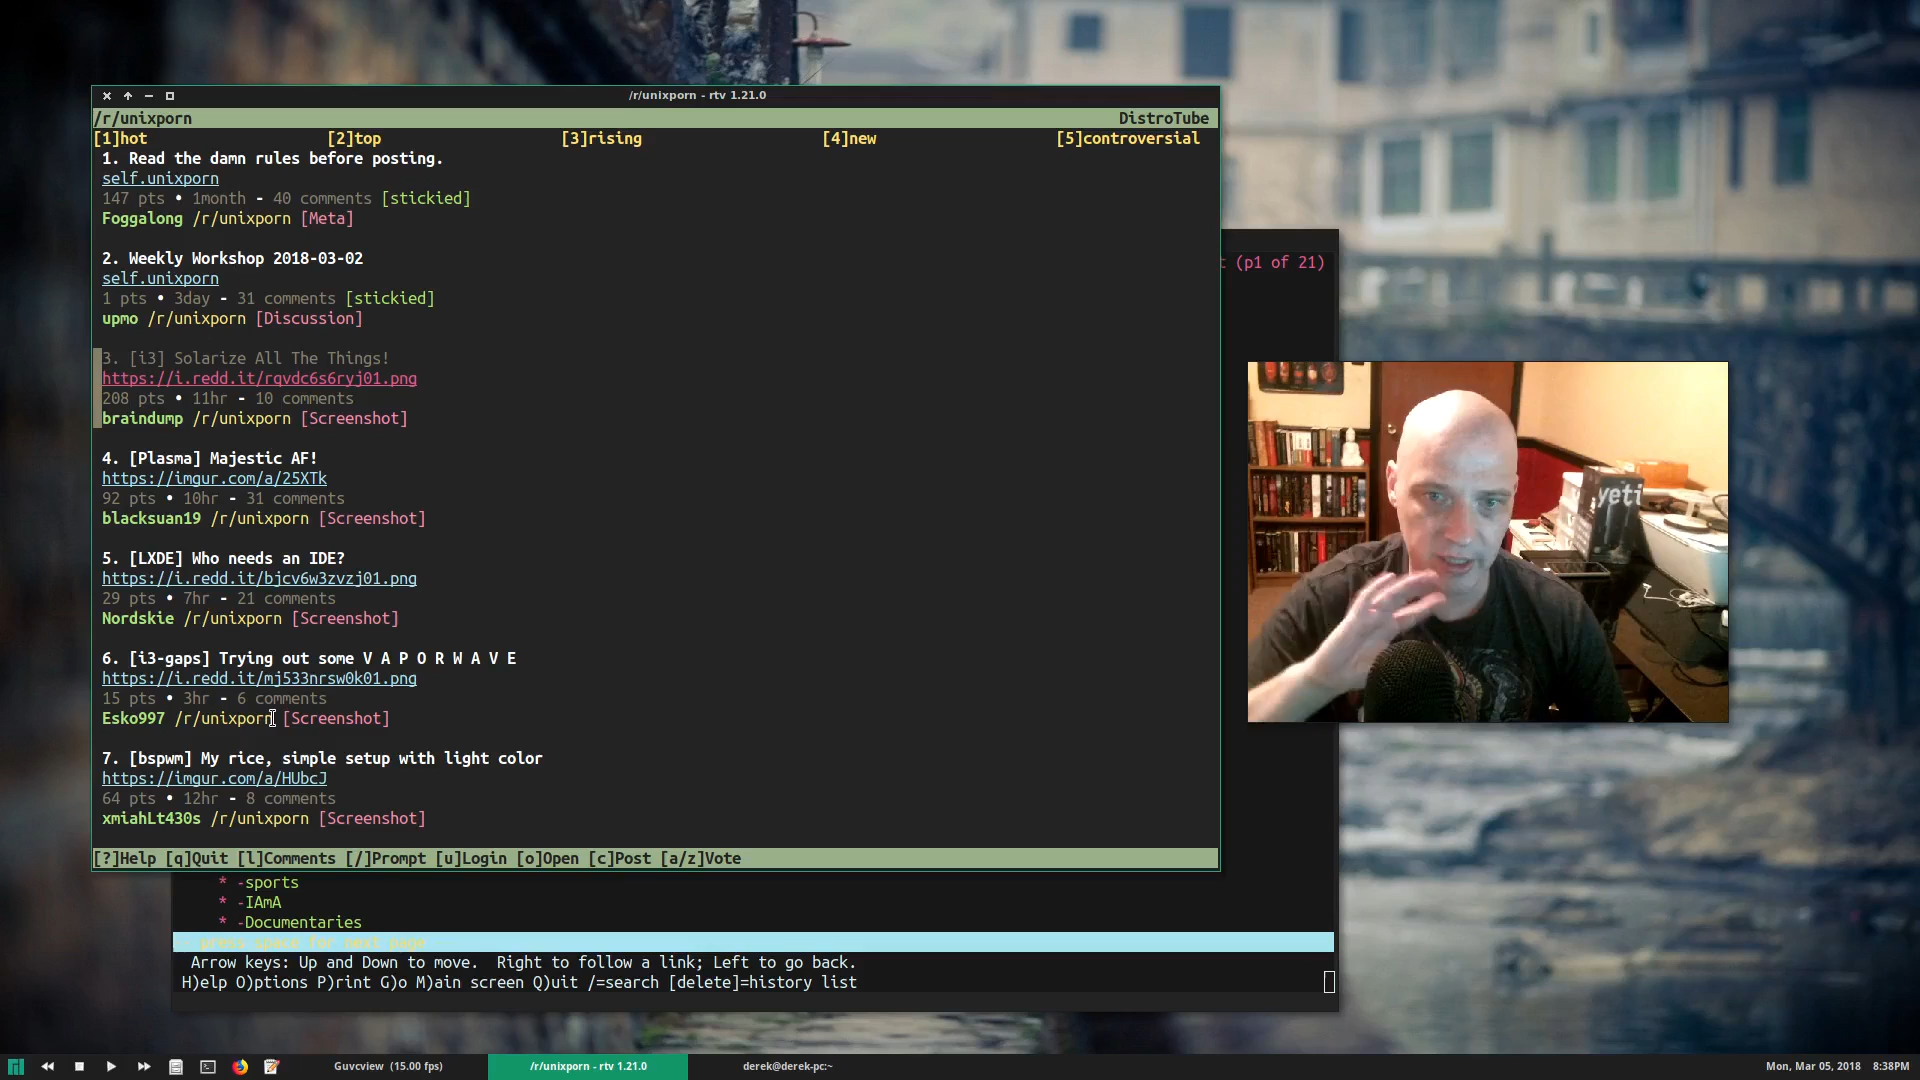 /r/unixporn - rtv 1.21.0
/r/unixporn DistroTube
[1]hot [2]top [3]rising [4]new [5]controversial
1. Read the damn rules before posting.
self.unixporn
147 pts • 1month - 40 comments [stickied]
Foggalong /r/unixporn [Meta]
2. Weekly Workshop 2018-03-02
self.unixporn
1 pts • 3day - 31 comments [stickied]
upmo /r/unixporn [Discussion]
3. [i3] Solarize All The Things!
https://i.redd.it/rqvdc6s6ryj01.png
208 pts • 11hr - 10 comments
braindump /r/unixporn [Screenshot]
4. [Plasma] Majestic AF!
https://imgur.com/a/25XTk
92 pts • 10hr - 31 comments
blacksuan19 /r/unixporn [Screenshot]
5. [LXDE] Who needs an IDE?
https://i.redd.it/bjcv6w3zvzj01.png
29 pts • 7hr - 21 comments
Nordskie /r/unixporn [Screenshot]
6. [i3-gaps] Trying out some V A P O R W A V E
https://i.redd.it/mj533nrsw0k01.png
15 pts • 3hr - 6 comments
Esko997 /r/unixporn [Screenshot]
7. [bspwm] My rice, simple setup with light color
https://imgur.com/a/HUbcJ
64 pts • 12hr - 8 comments
xmiahLt430s /r/unixporn [Screenshot]
[?]Help [q]Quit [l]Comments [/]Prompt [u]Login [o]Open [c]Post [a/z]Vote
t (p1 of 21)
yeti
* -sports
* -IAmA
* -Documentaries
-- press space for next page --
Arrow keys: Up and Down to move. Right to follow a link; Left to go back.
H)elp O)ptions P)rint G)o M)ain screen Q)uit /=search [delete]=history list
Guvcview (15.00 fps) /r/unixporn - rtv 1.21.0 derek@derek-pc:~ Mon, Mar 05, 2018 8:38PM